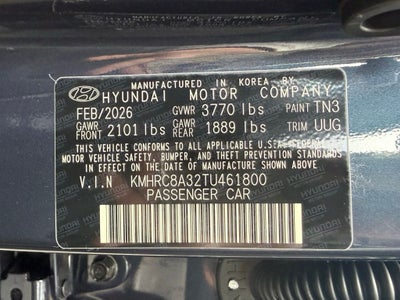 MANUFACTURED IN KOREA BY
HYUNDAI MOTOR COMPANY
FEB/2026 GVWR 3770 lbs PAINT TN3
GAWR FRONT 2101 lbs GAWR REAR 1889 lbs TRIM UUG
THIS VEHICLE CONFORMS TO ALL APPLICABLE U.S. FEDERAL
MOTOR VEHICLE SAFETY, BUMPER, AND THEFT PREVENTION STANDARDS
IN EFFECT ON THE DATE OF MANUFACTURE SHOWN ABOVE.
V.I.N KMHRC8A32TU461800
PASSENGER CAR